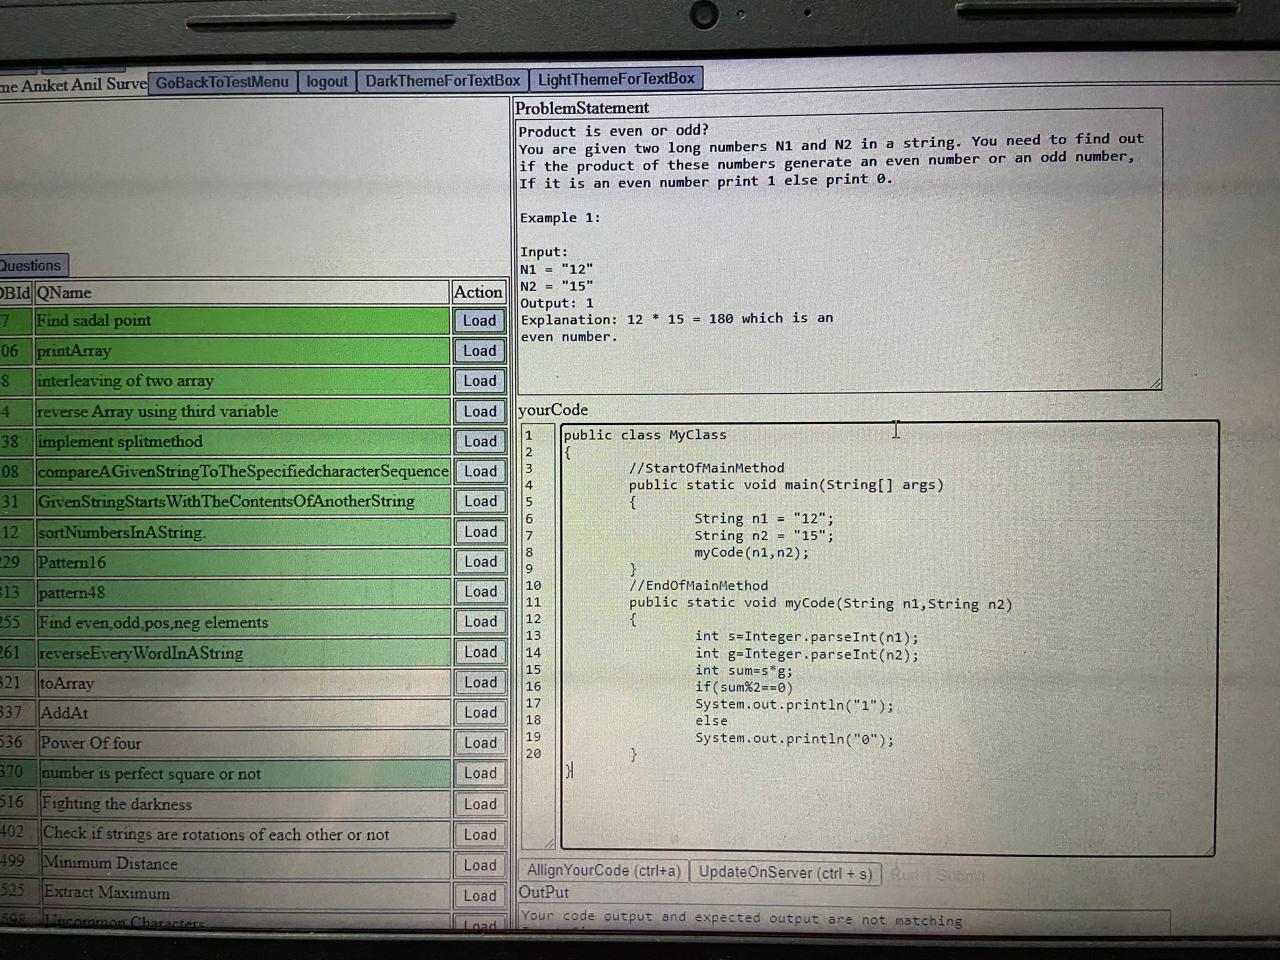 me Aniket Anil Surve GoBackToTestMenu logout DarkThemeForTextBox LightThemeForTextBox
ProblemStatement
Product is even or odd?
You are given two long numbers N1 and N2 in a string. You need to find out
if the product of these numbers generate an even number or an odd number,
If it is an even number print 1 else print 0.
Example 1:
Input:
N1 = "12"
N2 = "15"
Output: 1
Explanation: 12 * 15 = 180 which is an
even number.
Questions
DBId QName Action
7 Find sadal point Load
06 printArray Load
8 interleaving of two array Load
4 reverse Array using third variable Load
38 implement splitmethod Load
08 compareAGivenStringToTheSpecifiedcharacterSequence Load
31 GivenStringStartsWithTheContentsOfAnotherString Load
12 sortNumbersInAString. Load
229 Pattern16 Load
313 pattern48 Load
255 Find even,odd,pos,neg elements Load
261 reverseEveryWordInAString Load
321 toArray Load
337 AddAt Load
536 Power Of four Load
370 number is perfect square or not Load
516 Fighting the darkness Load
402 Check if strings are rotations of each other or not Load
499 Minimum Distance Load
525 Extract Maximum Load
598 Uncommon Characters Load
yourCode
1 public class MyClass
2 {
3 //StartOfMainMethod
4 public static void main(String[] args)
5 {
6 String n1 = "12";
7 String n2 = "15";
8 myCode(n1,n2);
9 }
10 //EndOfMainMethod
11 public static void myCode(String n1,String n2)
12 {
13 int s=Integer.parseInt(n1);
14 int g=Integer.parseInt(n2);
15 int sum=s*g;
16 if(sum%2==0)
17 System.out.println("1");
18 else
19 System.out.println("0");
20 }
}
AllignYourCode (ctrl+a) UpdateOnServer (ctrl + s) Run Submit
OutPut
Your code output and expected output are not matching